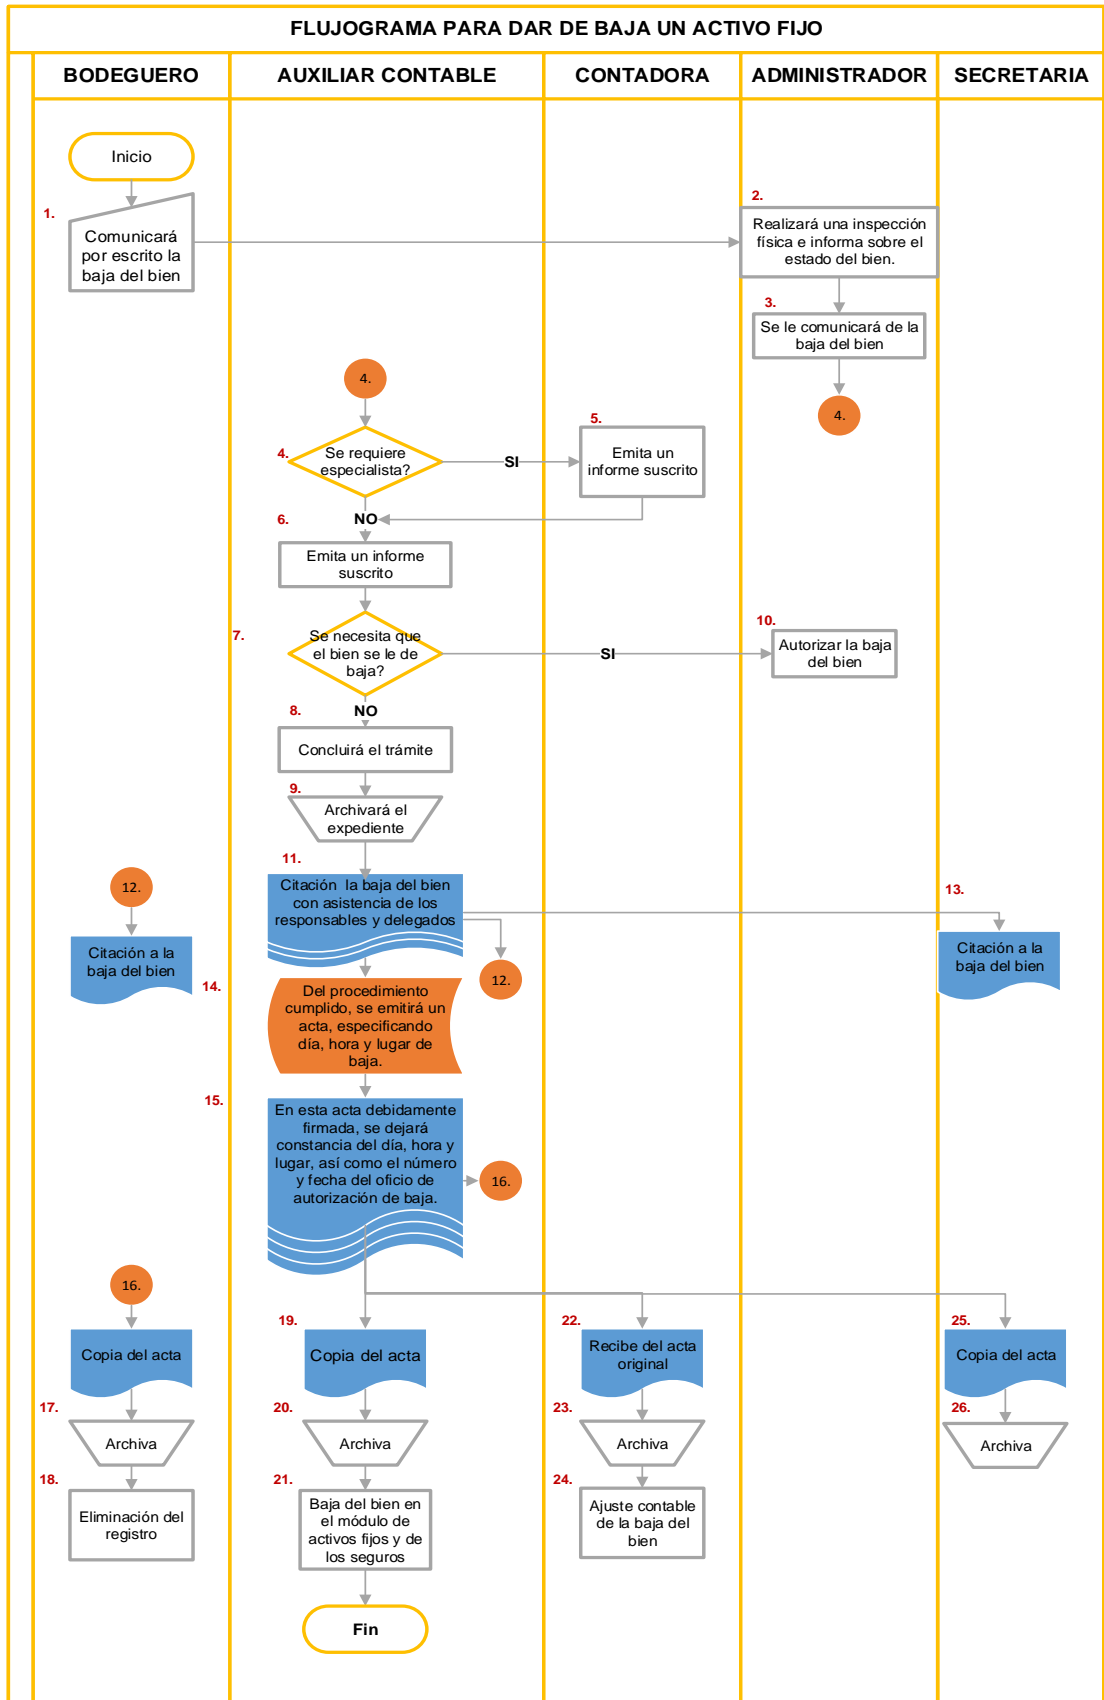 FLUJOGRAMA PARA DAR DE BAJA UN ACTIVO FIJO
BODEGUERO
AUXILIAR CONTABLE
CONTADORA
ADMINISTRADOR
SECRETARIA
Inicio
1.
Comunicará
por escrito la
baja del bien
2.
Realizará una inspección
física e informa sobre el
estado del bien.
3.
Se le comunicará de la
baja del bien
4.
4.
4.
Se requiere
especialista?
SI
5.
Emita un
informe suscrito
NO
6.
Emita un informe
suscrito
7.
Se necesita que
el bien se le de
baja?
SI
10.
Autorizar la baja
del bien
NO
8.
Concluirá el trámite
9.
Archivará el
expediente
11.
Citación la baja del bien
con asistencia de los
responsables y delegados
12.
12.
Citación a la
baja del bien
13.
Citación a la
baja del bien
14.
Del procedimiento
cumplido, se emitirá un
acta, especificando
día, hora y lugar de
baja.
15.
En esta acta debidamente
firmada, se dejará
constancia del día, hora y
lugar, así como el número
y fecha del oficio de
autorización de baja.
16.
16.
Copia del acta
17.
Archiva
18.
Eliminación del
registro
19.
Copia del acta
20.
Archiva
21.
Baja del bien en
el módulo de
activos fijos y de
los seguros
Fin
22.
Recibe del acta
original
23.
Archiva
24.
Ajuste contable
de la baja del
bien
25.
Copia del acta
26.
Archiva